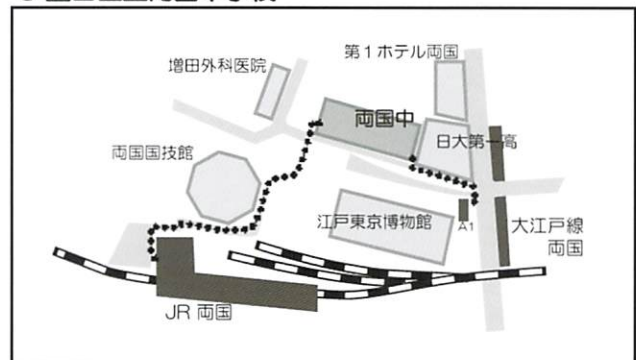 第1ホテル両国
増田外科医院
両国中
日大第一高
両国国技館
江戸東京博物館
A1
大江戸線
両国
JR 両国